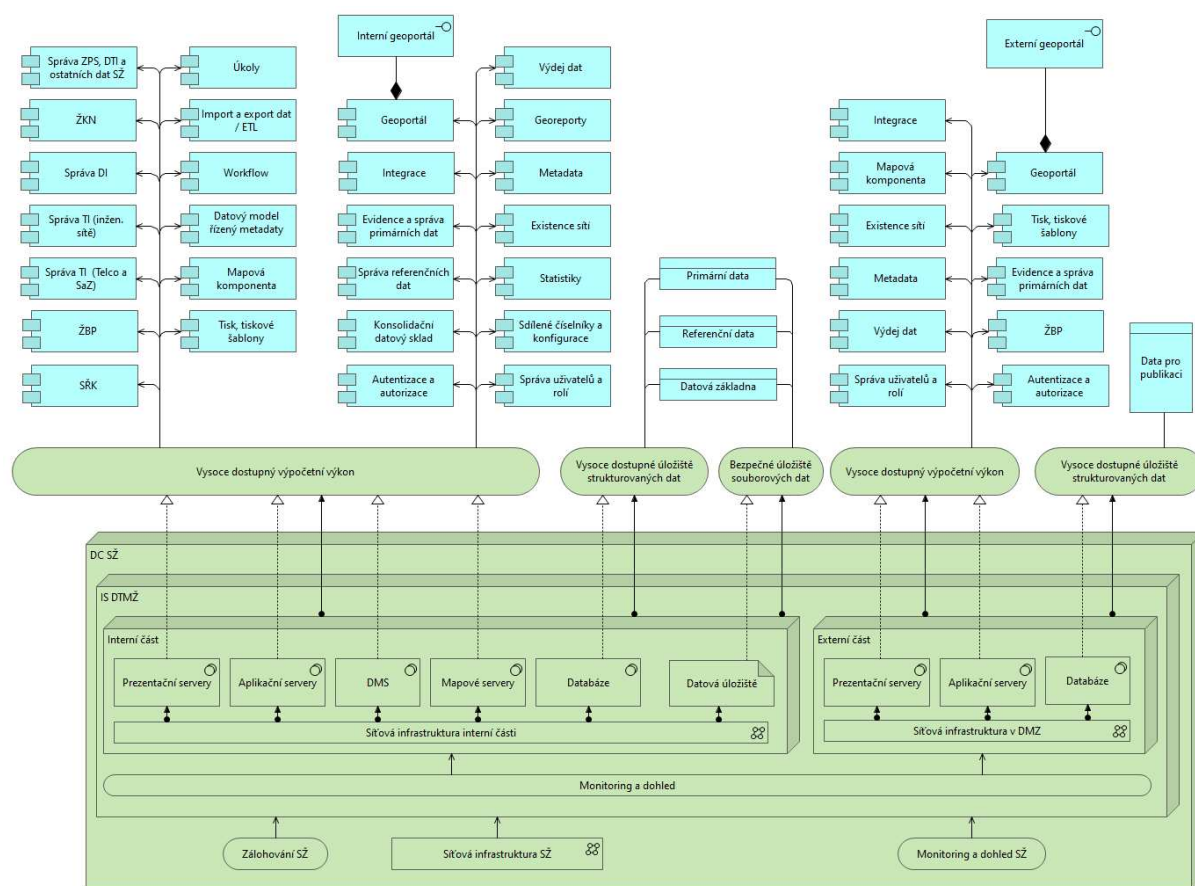 Interní geoportál
Externí geoportál
Správa ZPS, DTI a
ostatních dat SŽ
Úkoly
Výdej dat
ŽKN
Import a export dat
/ ETL
Geoportál
Georeporty
Integrace
Správa DI
Workflow
Integrace
Metadata
Mapová
komponenta
Geoportál
Správa TI (inžen.
sítě)
Datový model
řízený metadaty
Evidence a správa
primárních dat
Existence sítí
Existence sítí
Tisk, tiskové
šablony
Správa TI (Telco a
SaZ)
Mapová
komponenta
Správa referenčních
dat
Statistiky
Primární data
Metadata
Evidence a správa
primárních dat
ŽBP
Tisk, tiskové
šablony
Konsolidační
datový sklad
Sdílené číselníky a
konfigurace
Referenční data
Výdej dat
ŽBP
Data pro
publikaci
SŘK
Autentizace a
autorizace
Správa uživatelů a
rolí
Datová základna
Správa uživatelů a
rolí
Autentizace a
autorizace
Vysoce dostupný výpočetní výkon
Vysoce dostupné úložiště
strukturovaných dat
Bezpečné úložiště
souborových dat
Vysoce dostupný výpočetní výkon
Vysoce dostupné úložiště
strukturovaných dat
DC SŽ
IS DTMŽ
Interní část
Externí část
Prezentační servery
Aplikační servery
DMS
Mapové servery
Databáze
Datová úložiště
Prezentační servery
Aplikační servery
Databáze
Síťová infrastruktura interní části
Síťová infrastruktura v DMZ
Monitoring a dohled
Zálohování SŽ
Síťová infrastruktura SŽ
Monitoring a dohled SŽ